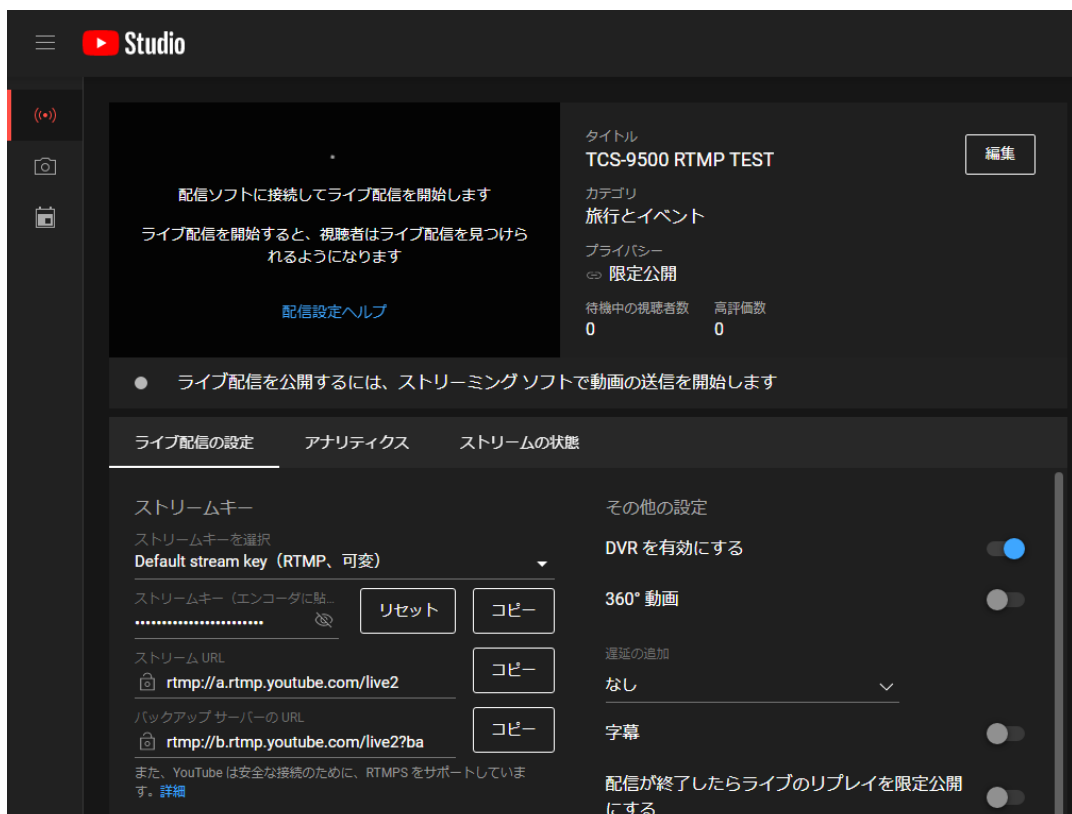 Studio
配信ソフトに接続してライブ配信を開始します
ライブ配信を開始すると、視聴者はライブ配信を見つけら
れるようになります
配信設定ヘルプ
タイトル
TCS-9500 RTMP TEST
編集
カテゴリ
旅行とイベント
プライバシー
限定公開
待機中の視聴者数 高評価数
0 0
ライブ配信を公開するには、ストリーミング ソフトで動画の送信を開始します
ライブ配信の設定 アナリティクス ストリームの状態
ストリームキー
ストリームキーを選択
Default stream key（RTMP、可変）
ストリームキー（エンコーダに貼...
••••••••••••••••••••••••
リセット
コピー
ストリーム URL
rtmp://a.rtmp.youtube.com/live2
コピー
バックアップ サーバーの URL
rtmp://b.rtmp.youtube.com/live2?ba
コピー
また、YouTube は安全な接続のために、RTMPS をサポートしていま
す。詳細
その他の設定
DVR を有効にする
360° 動画
遅延の追加
なし
字幕
配信が終了したらライブのリプレイを限定公開
にする